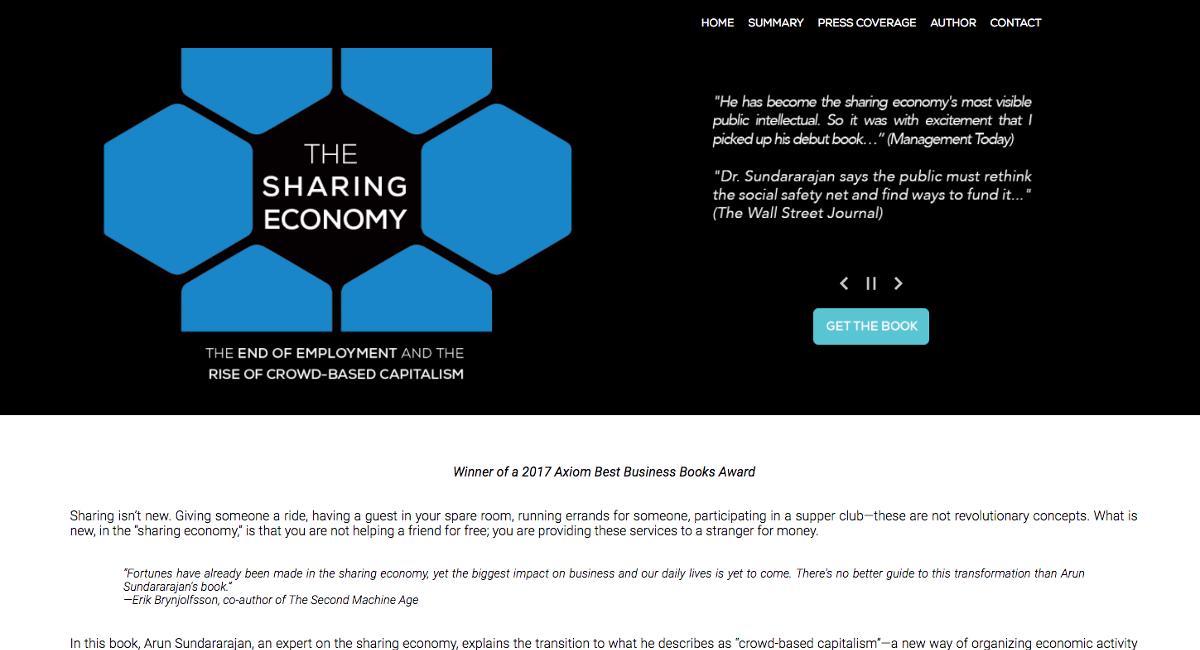 HOME SUMMARY PRESS COVERAGE AUTHOR CONTACT
THE
SHARING
ECONOMY
THE END OF EMPLOYMENT AND THE
RISE OF CROWD-BASED CAPITALISM
"He has become the sharing economy's most visible
public intellectual. So it was with excitement that I
picked up his debut book…" (Management Today)
"Dr. Sundararajan says the public must rethink
the social safety net and find ways to fund it..."
(The Wall Street Journal)
GET THE BOOK
Winner of a 2017 Axiom Best Business Books Award
Sharing isn't new. Giving someone a ride, having a guest in your spare room, running errands for someone, participating in a supper club—these are not revolutionary concepts. What is
new, in the "sharing economy," is that you are not helping a friend for free; you are providing these services to a stranger for money.
"Fortunes have already been made in the sharing economy, yet the biggest impact on business and our daily lives is yet to come. There's no better guide to this transformation than Arun
Sundararajan's book."
—Erik Brynjolfsson, co-author of The Second Machine Age
In this book, Arun Sundararajan, an expert on the sharing economy, explains the transition to what he describes as "crowd-based capitalism"—a new way of organizing economic activity